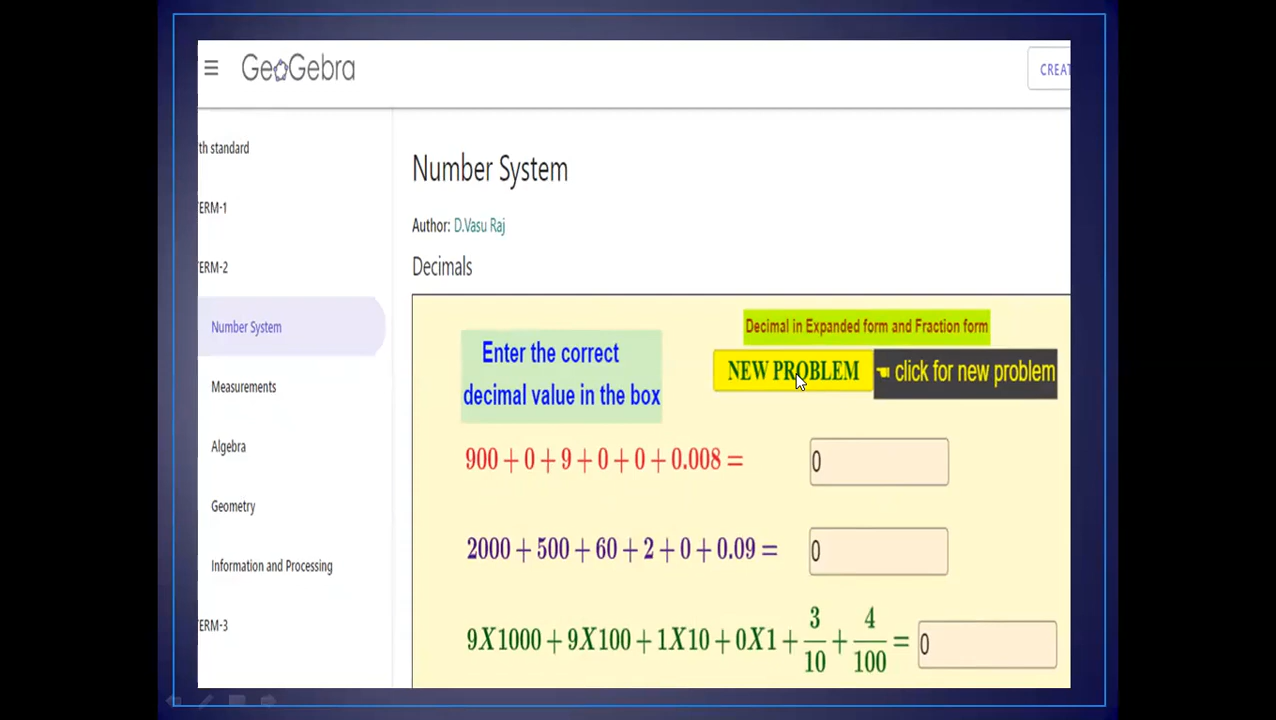 GeoGebra
CREAT
th standard
ERM-1
ERM-2
Number System
Measurements
Algebra
Geometry
Information and Processing
ERM-3
Number System
Author: D.Vasu Raj
Decimals
Decimal in Expanded form and Fraction form
Enter the correct
decimal value in the box
NEW PROBLEM
click for new problem
900 + 0 + 9 + 0 + 0 + 0.008 = 0
2000 + 500 + 60 + 2 + 0 + 0.09 = 0
9X1000 + 9X100 + 1X10 + 0X1 + 3/10 + 4/100 = 0